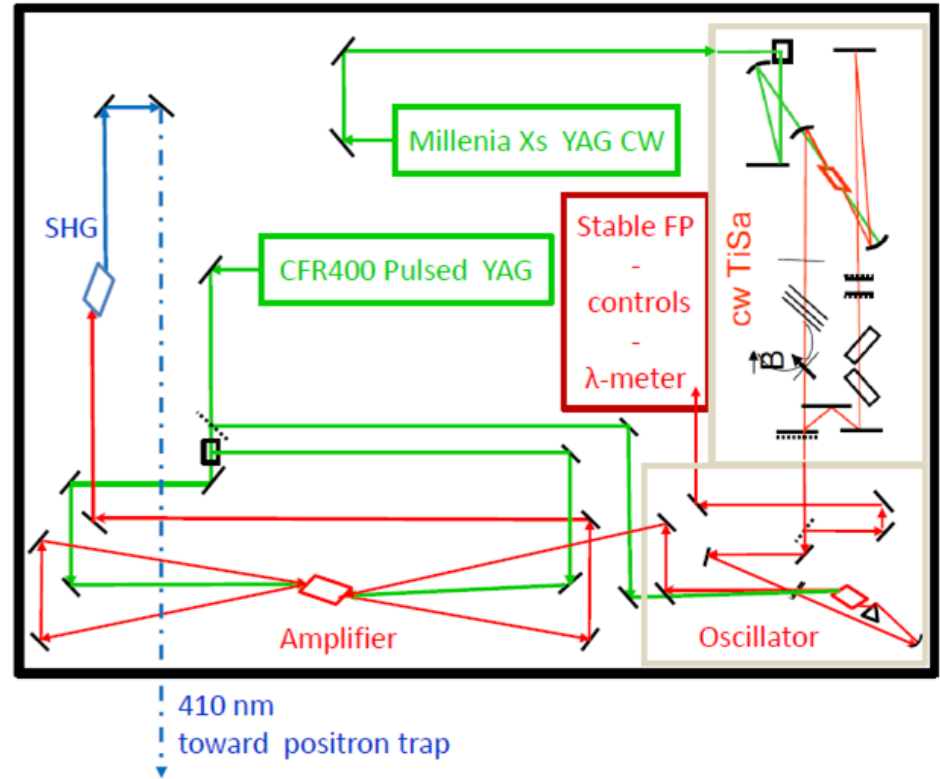 Millenia Xs YAG CW
SHG
Stable FP
-
controls
-
λ-meter
cw TiSa
CFR400 Pulsed YAG
B
Amplifier
Oscillator
410 nm
toward positron trap